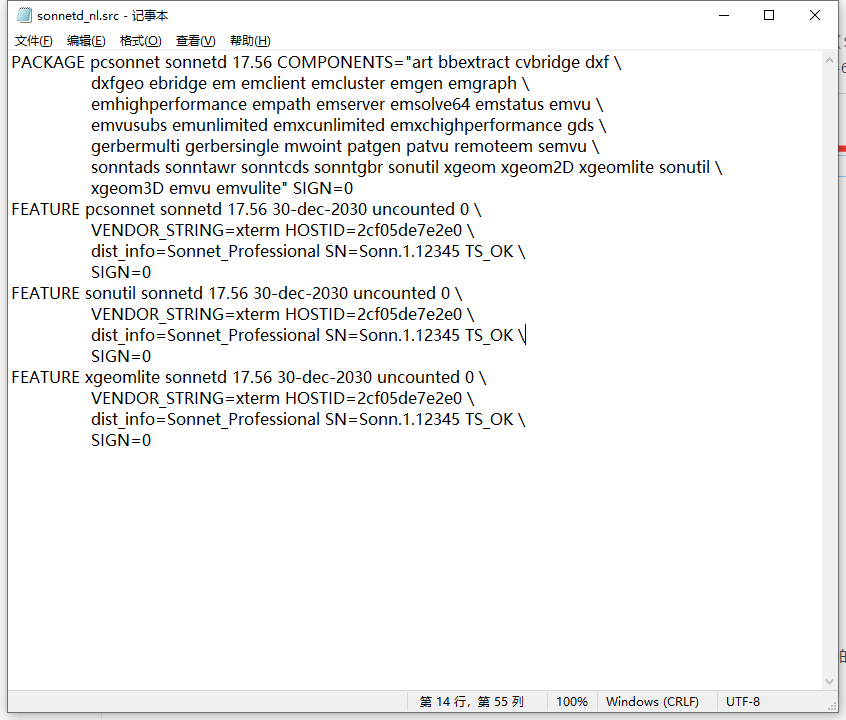 sonnetd_nl.src - 记事本
文件(F) 编辑(E) 格式(O) 查看(V) 帮助(H)
PACKAGE pcsonnet sonnetd 17.56 COMPONENTS="art bbextract cvbridge dxf \
dxfgeo ebridge em emclient emcluster emgen emgraph \
emhighperformance empath emserver emsolve64 emstatus emvu \
emvusubs emunlimited emxcunlimited emxchighperformance gds \
gerbermulti gerbersingle mwoint patgen patvu remoteem semvu \
sonntads sonntawr sonntcds sonntgbr sonutil xgeom xgeom2D xgeomlite sonutil \
xgeom3D emvu emvulite" SIGN=0
FEATURE pcsonnet sonnetd 17.56 30-dec-2030 uncounted 0 \
VENDOR_STRING=xterm HOSTID=2cf05de7e2e0 \
dist_info=Sonnet_Professional SN=Sonn.1.12345 TS_OK \
SIGN=0
FEATURE sonutil sonnetd 17.56 30-dec-2030 uncounted 0 \
VENDOR_STRING=xterm HOSTID=2cf05de7e2e0 \
dist_info=Sonnet_Professional SN=Sonn.1.12345 TS_OK \
SIGN=0
FEATURE xgeomlite sonnetd 17.56 30-dec-2030 uncounted 0 \
VENDOR_STRING=xterm HOSTID=2cf05de7e2e0 \
dist_info=Sonnet_Professional SN=Sonn.1.12345 TS_OK \
SIGN=0
第 14 行，第 55 列 100% Windows (CRLF) UTF-8